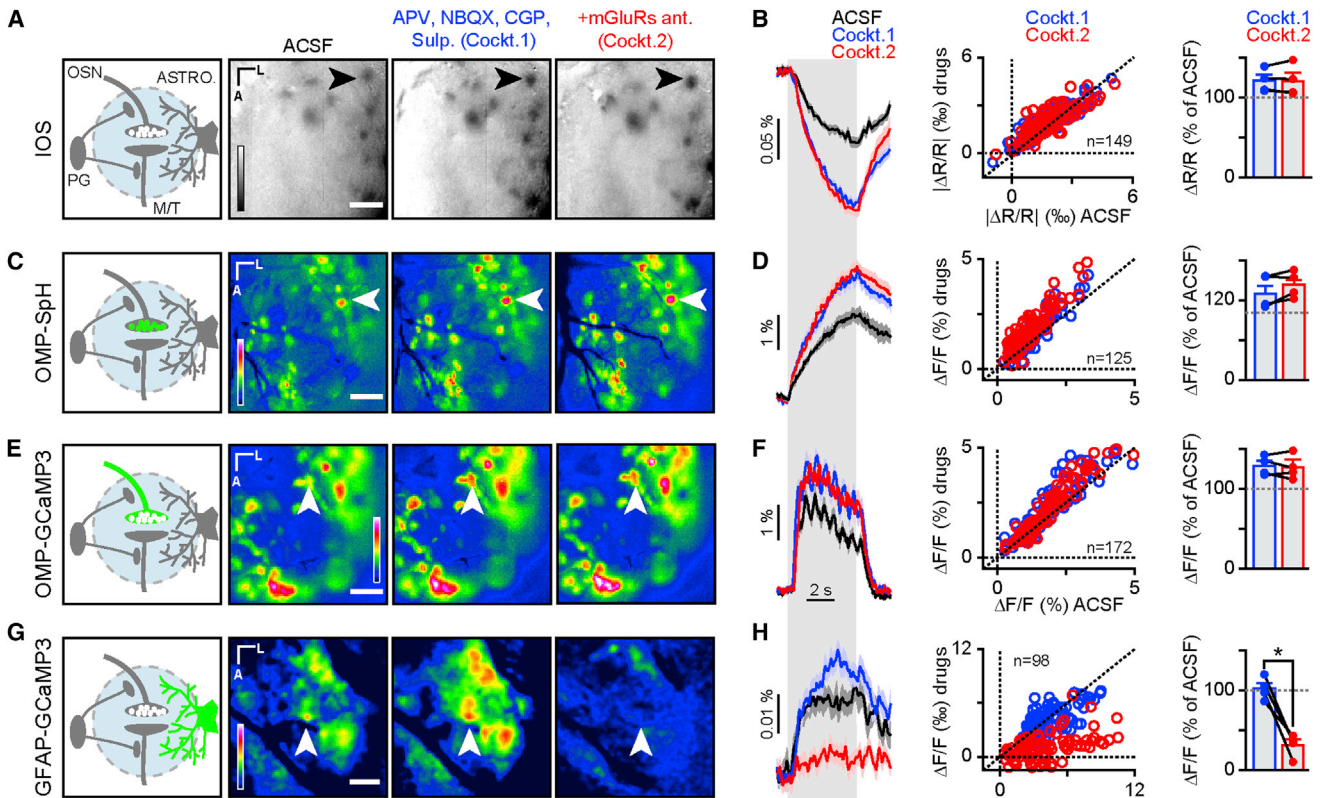 A
ACSF
APV, NBQX, CGP,
Sulp. (Cockt.1)
+mGluRs ant.
(Cockt.2)
IOS
OSN
ASTRO.
PG
M/T
L
A
B
ACSF
Cockt.1
Cockt.2
0.05 %
Cockt.1
Cockt.2
|ΔR/R| (‰) drugs
6
0
n=149
0
6
|ΔR/R| (‰) ACSF
Cockt.1
Cockt.2
ΔR/R (% of ACSF)
100
0
C
OMP-SpH
L
A
D
1 %
ΔF/F (%) drugs
5
0
n=125
0
5
ΔF/F (% of ACSF)
120
0
E
OMP-GCaMP3
L
A
F
1 %
2 s
ΔF/F (%) drugs
5
0
n=172
0
5
ΔF/F (%) ACSF
ΔF/F (% of ACSF)
100
0
G
GFAP-GCaMP3
L
A
H
0.01 %
ΔF/F (‰) drugs
12
0
n=98
0
12
ΔF/F (% of ACSF)
*
100
0